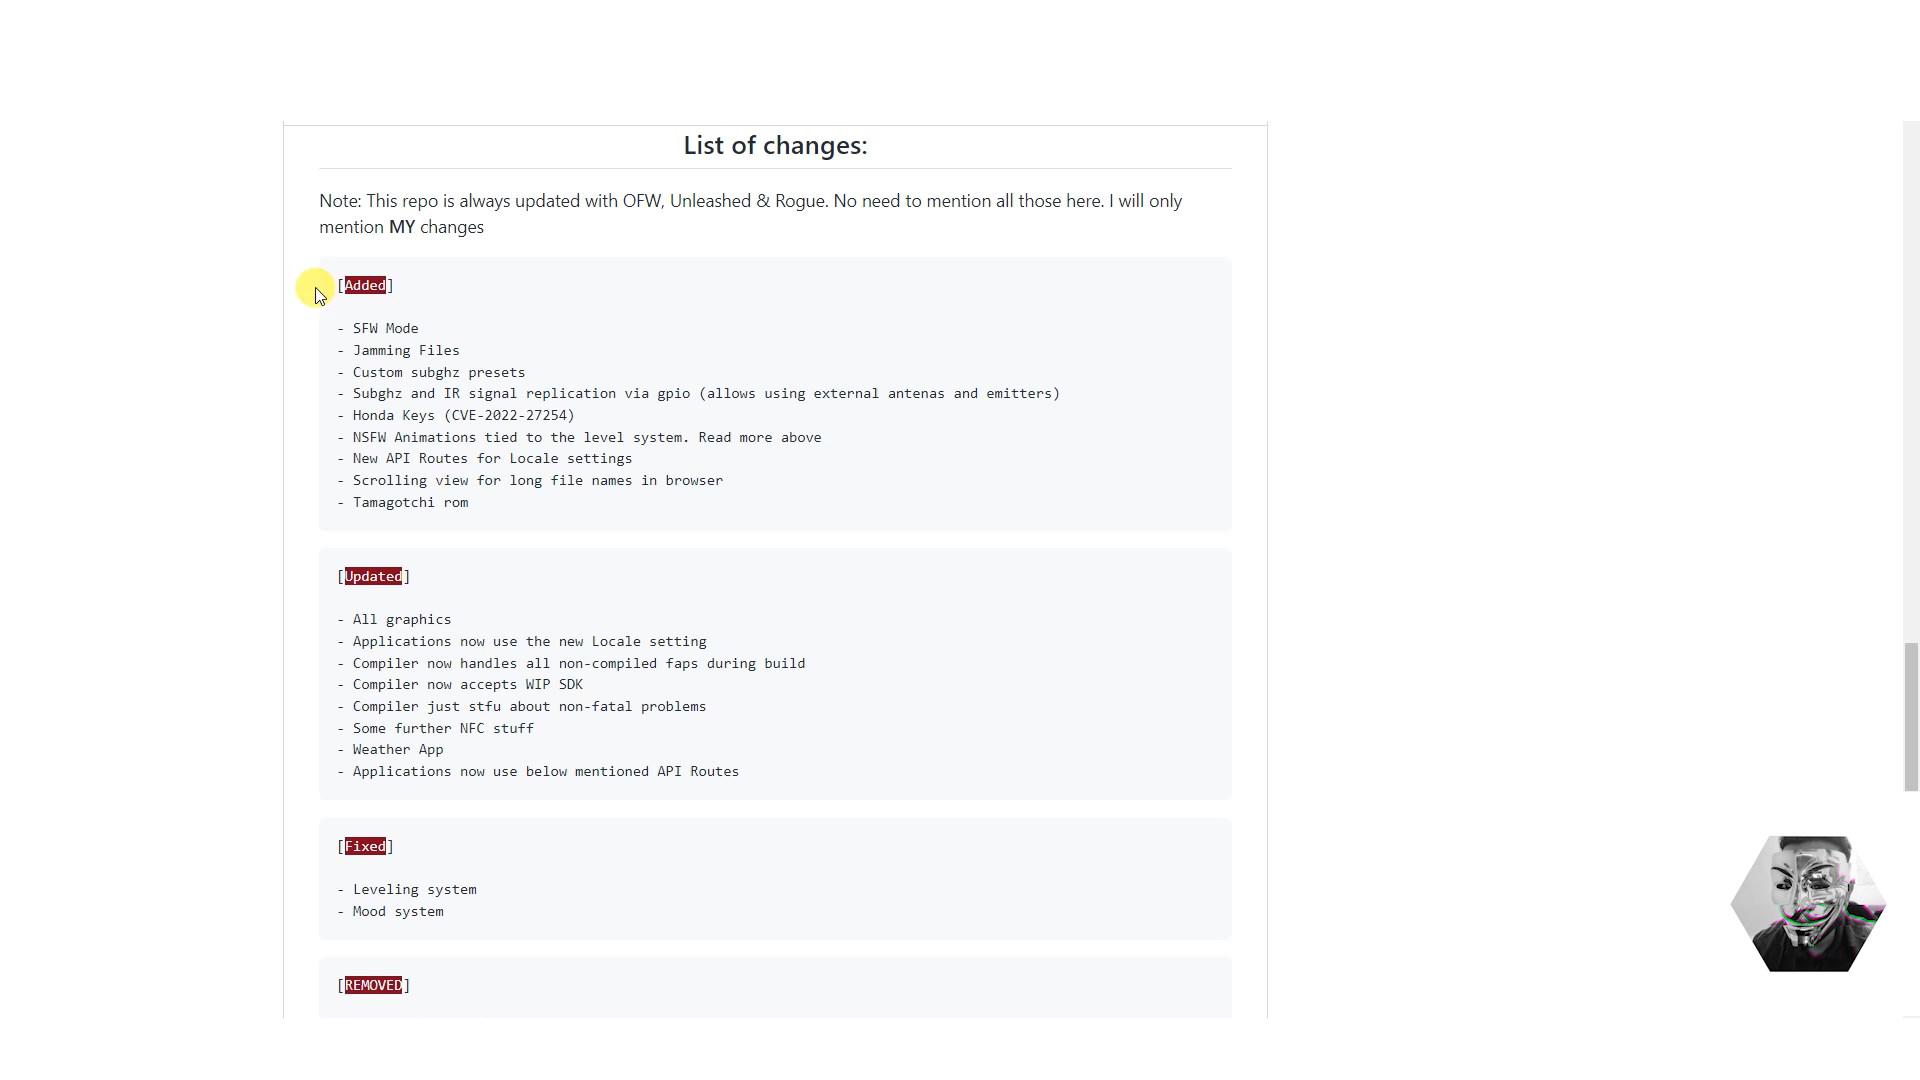 List of changes:
Note: This repo is always updated with OFW, Unleashed & Rogue. No need to mention all those here. I will only
mention MY changes
[Added]
- SFW Mode
- Jamming Files
- Custom subghz presets
- Subghz and IR signal replication via gpio (allows using external antenas and emitters)
- Honda Keys (CVE-2022-27254)
- NSFW Animations tied to the level system. Read more above
- New API Routes for Locale settings
- Scrolling view for long file names in browser
- Tamagotchi rom
[Updated]
- All graphics
- Applications now use the new Locale setting
- Compiler now handles all non-compiled faps during build
- Compiler now accepts WIP SDK
- Compiler just stfu about non-fatal problems
- Some further NFC stuff
- Weather App
- Applications now use below mentioned API Routes
[Fixed]
- Leveling system
- Mood system
[REMOVED]